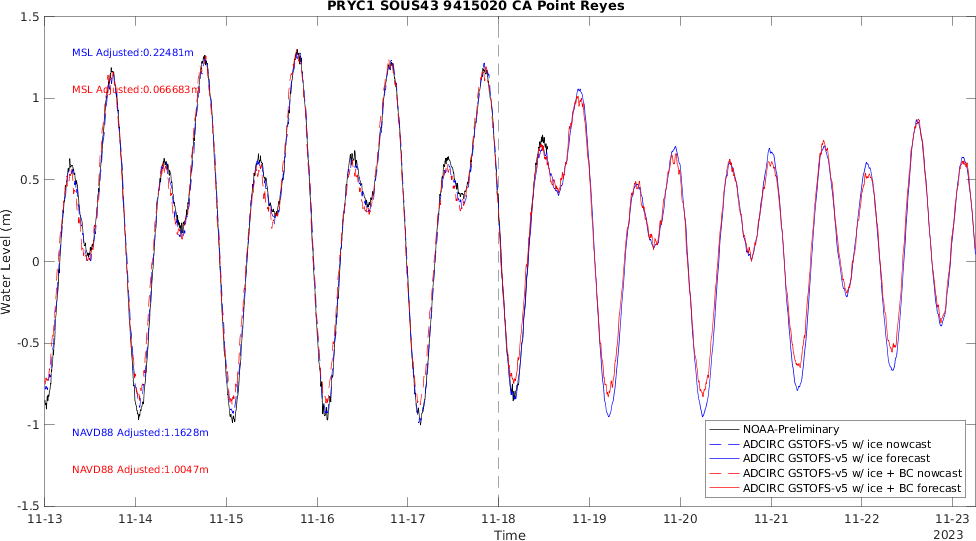 PRYC1 SOUS43 9415020 CA Point Reyes
1.5
1
0.5
0
-0.5
-1
-1.5
Water Level (m)
MSL Adjusted:0.22481m
MSL Adjusted:0.066683m
NAVD88 Adjusted:1.1628m
NAVD88 Adjusted:1.0047m
NOAA-Preliminary
ADCIRC GSTOFS-v5 w/ ice nowcast
ADCIRC GSTOFS-v5 w/ ice forecast
ADCIRC GSTOFS-v5 w/ ice + BC nowcast
ADCIRC GSTOFS-v5 w/ ice + BC forecast
11-13 11-14 11-15 11-16 11-17 11-18 11-19 11-20 11-21 11-22 11-23
2023
Time